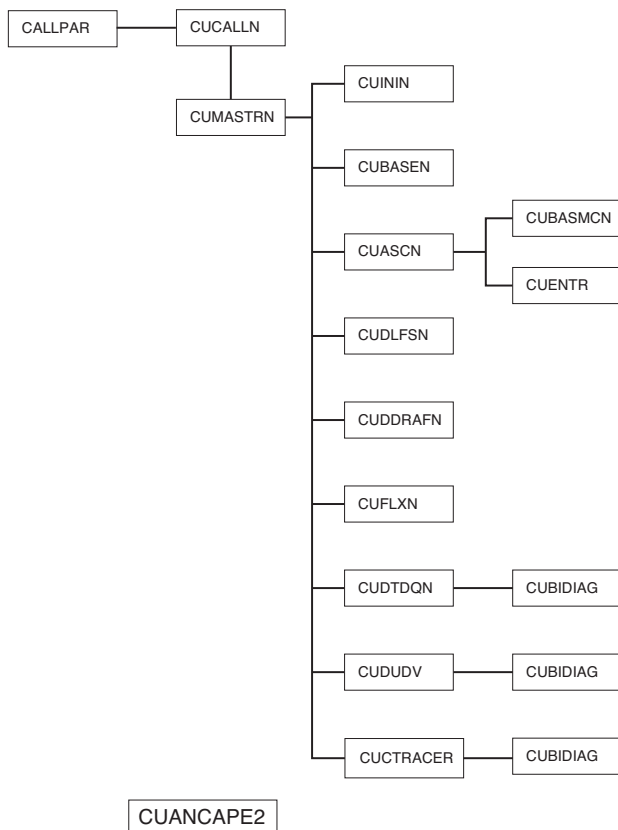 CALLPAR
CUCALLN
CUMASTRN
CUININ
CUBASEN
CUASCN
CUBASMCN
CUENTR
CUDLFSN
CUDDRAFN
CUFLXN
CUDTDQN
CUBIDIAG
CUDUDV
CUBIDIAG
CUCTRACER
CUBIDIAG
CUANCAPE2